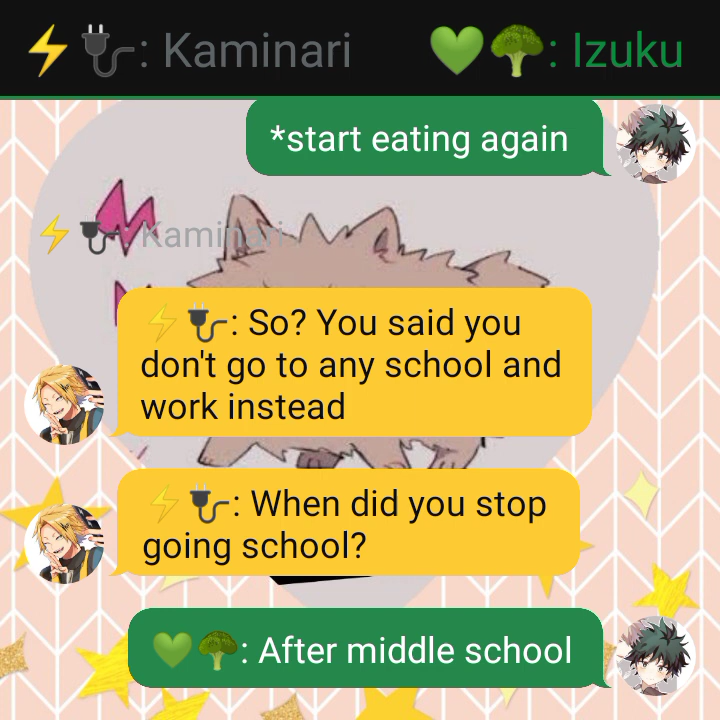 ⚡🔌: Kaminari 💚🥦: Izuku
*start eating again
⚡🔌: Kaminari
⚡🔌: So? You said you
don't go to any school and
work instead
⚡🔌: When did you stop
going school?
💚🥦: After middle school